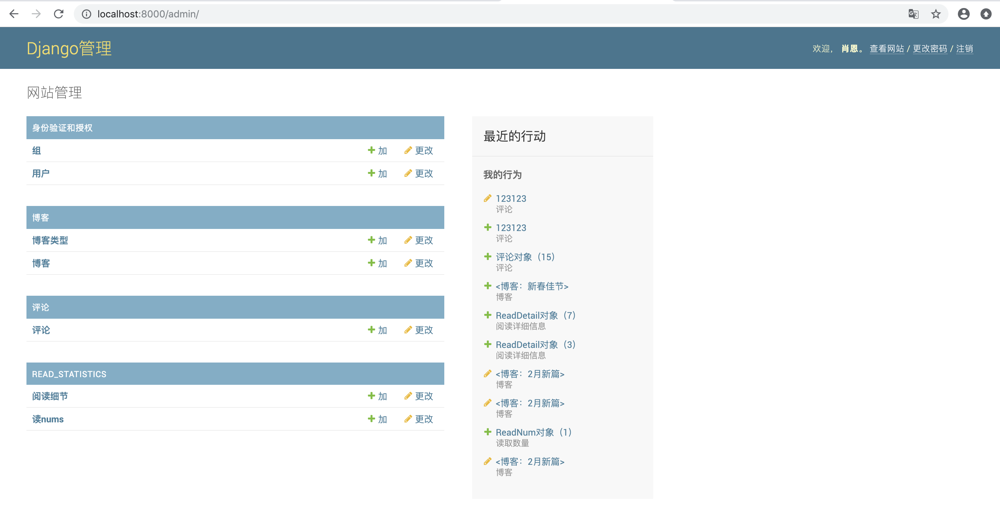 localhost:8000/admin/
Django管理
欢迎， 肖恩。 查看网站 / 更改密码 / 注销
网站管理
身份验证和授权
组 加 更改
用户 加 更改
博客
博客类型 加 更改
博客 加 更改
评论
评论 加 更改
READ_STATISTICS
阅读细节 加 更改
读nums 加 更改
最近的行动
我的行为
123123
评论
123123
评论
评论对象（15）
评论
<博客：新春佳节>
博客
ReadDetail对象（7）
阅读详细信息
ReadDetail对象（3）
阅读详细信息
<博客：2月新篇>
博客
<博客：2月新篇>
博客
ReadNum对象（1）
读取数量
<博客：2月新篇>
博客